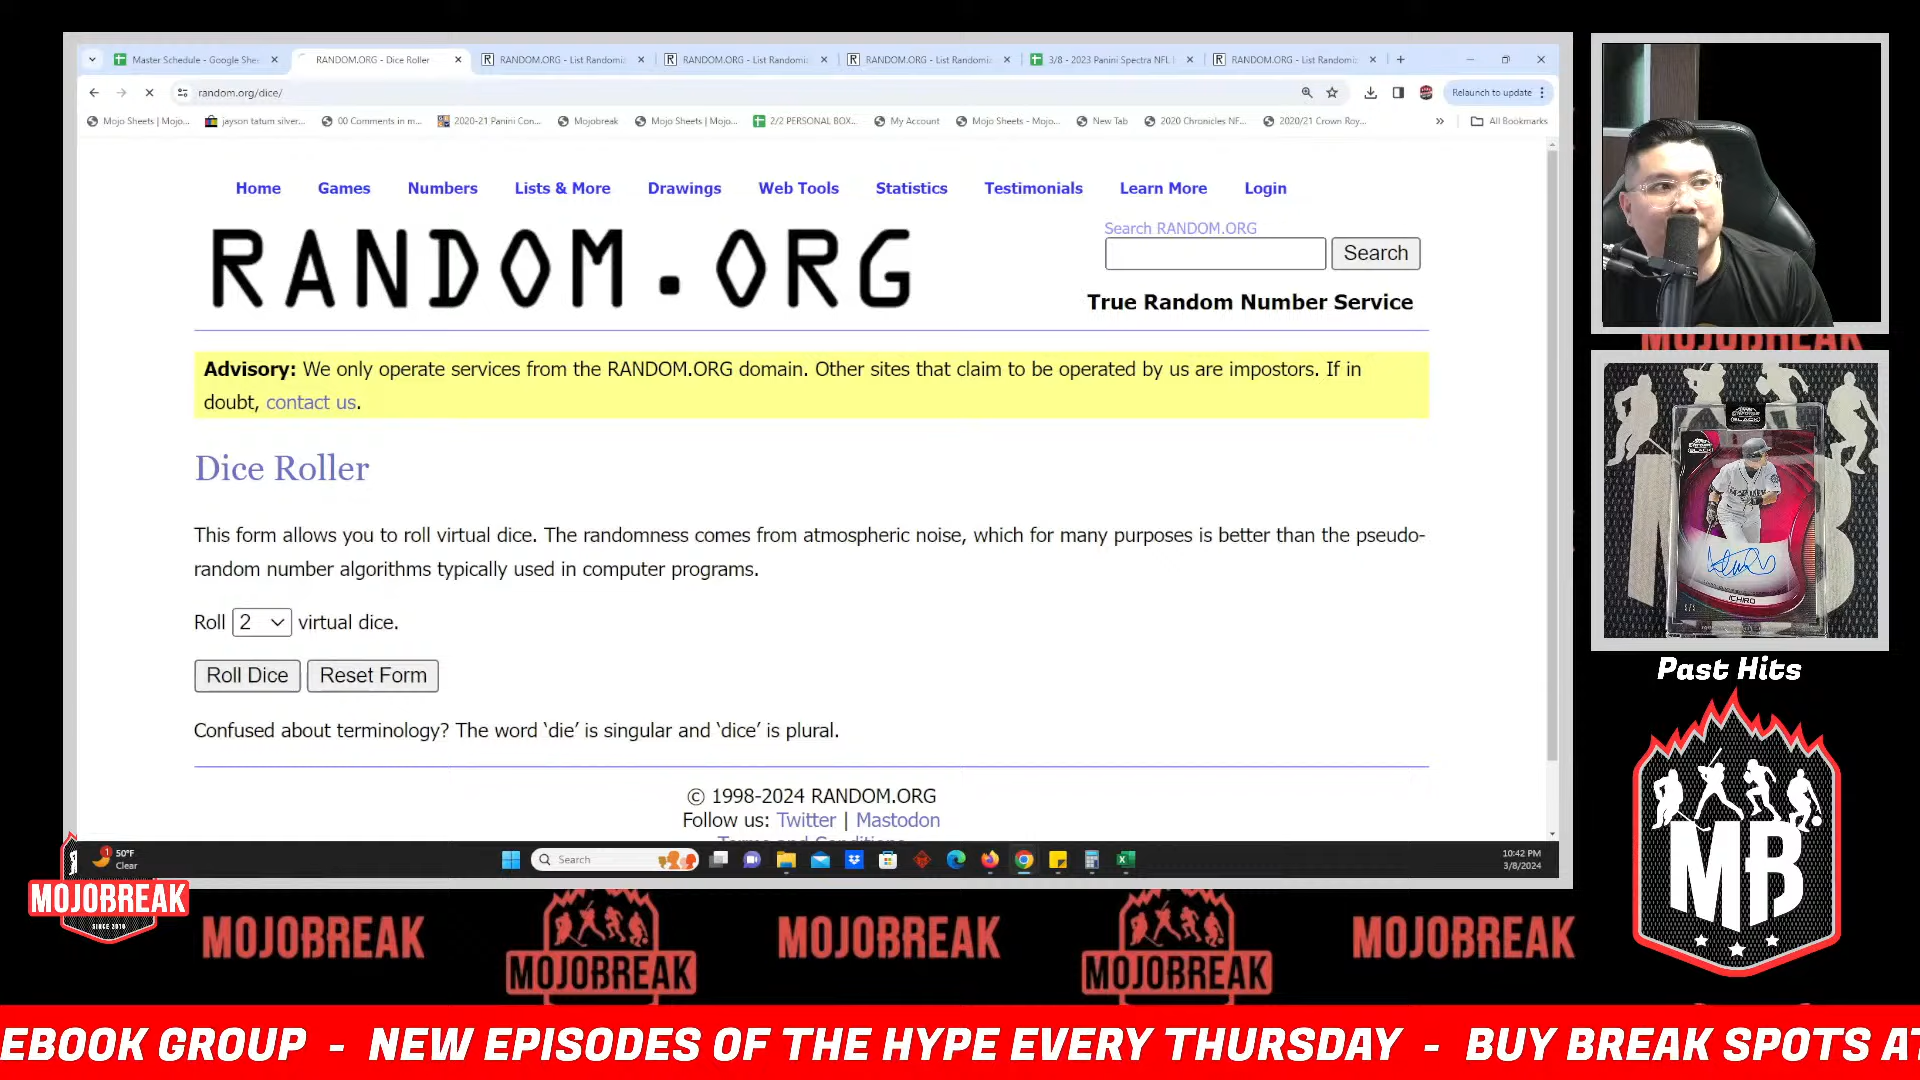 Master Schedule - Google She
RANDOM.ORG - Dice Roller
RANDOM.ORG - List Randomiz
RANDOM.ORG - List Randomiz
RANDOM.ORG - List Randomiz
3/8 - 2023 Panini Spectra NFL
RANDOM.ORG - List Randomiz
random.org/dice/
Relaunch to update
Mojo Sheets | Mojo...
jayson tatum silver...
00 Comments in m...
2020-21 Panini Con...
Mojobreak
Mojo Sheets | Mojo...
2/2 PERSONAL BOX...
My Account
Mojo Sheets - Mojo...
New Tab
2020 Chronicles NF...
2020/21 Crown Roy...
All Bookmarks
Home
Games
Numbers
Lists & More
Drawings
Web Tools
Statistics
Testimonials
Learn More
Login
RANDOM.ORG
Search RANDOM.ORG
Search
True Random Number Service
Advisory: We only operate services from the RANDOM.ORG domain. Other sites that claim to be operated by us are impostors. If in
doubt, contact us.
Dice Roller
This form allows you to roll virtual dice. The randomness comes from atmospheric noise, which for many purposes is better than the pseudo-
random number algorithms typically used in computer programs.
Roll 2 virtual dice.
Roll Dice
Reset Form
Confused about terminology? The word ‘die’ is singular and ‘dice’ is plural.
© 1998-2024 RANDOM.ORG
Follow us: Twitter | Mastodon
Terms and Conditions
1
50°F
Clear
Search
10:42 PM
3/8/2024
ICHIRO
Past Hits
MB
MOJOBREAK
SINCE 2010
MOJOBREAK
MOJOBREAK
MOJOBREAK
MOJOBREAK
MOJOBREAK
EBOOK GROUP - NEW EPISODES OF THE HYPE EVERY THURSDAY - BUY BREAK SPOTS AT